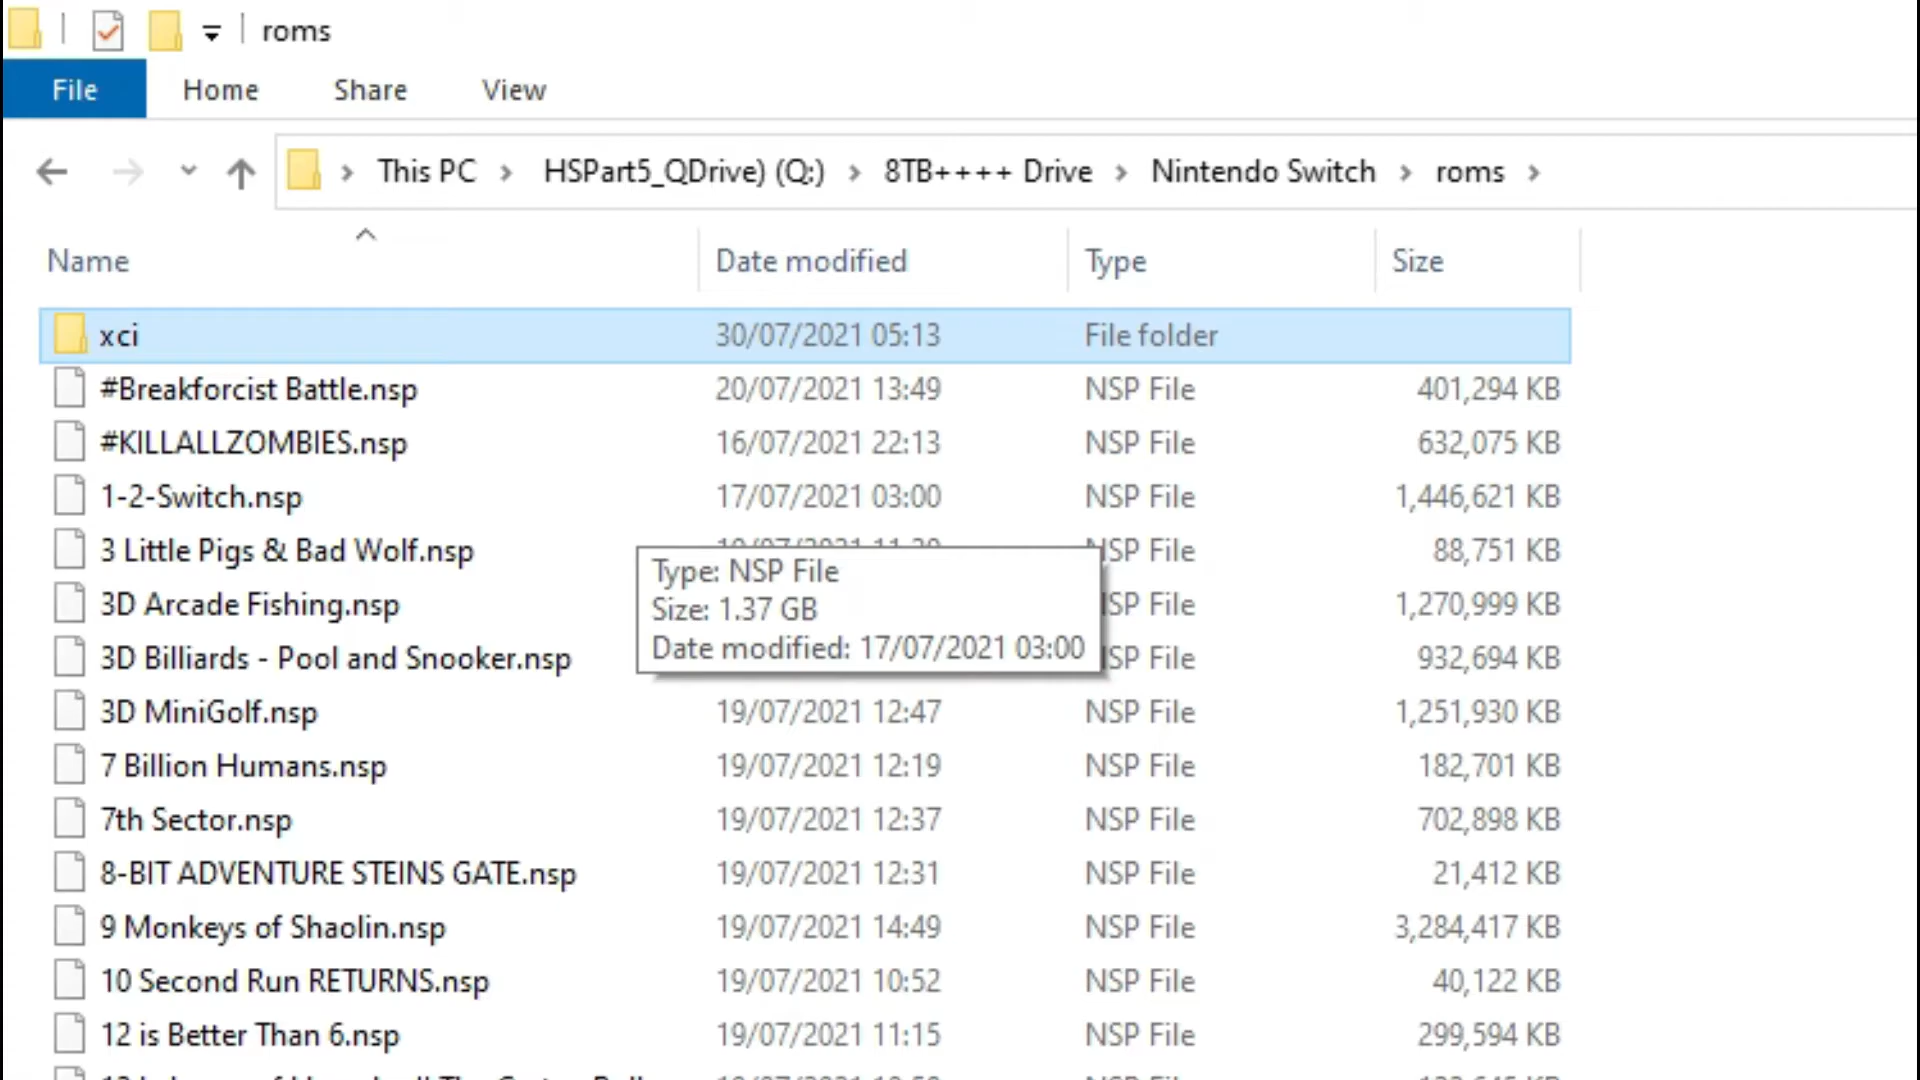 roms
File Home Share View
This PC > HSPart5_QDrive) (Q:) > 8TB++++ Drive > Nintendo Switch > roms >
Name Date modified Type Size
xci 30/07/2021 05:13 File folder
#Breakforcist Battle.nsp 20/07/2021 13:49 NSP File 401,294 KB
#KILLALLZOMBIES.nsp 16/07/2021 22:13 NSP File 632,075 KB
1-2-Switch.nsp 17/07/2021 03:00 NSP File 1,446,621 KB
3 Little Pigs & Bad Wolf.nsp NSP File 88,751 KB
Type: NSP File
3D Arcade Fishing.nsp SP File 1,270,999 KB
Size: 1.37 GB
Date modified: 17/07/2021 03:00
3D Billiards - Pool and Snooker.nsp SP File 932,694 KB
3D MiniGolf.nsp 19/07/2021 12:47 NSP File 1,251,930 KB
7 Billion Humans.nsp 19/07/2021 12:19 NSP File 182,701 KB
7th Sector.nsp 19/07/2021 12:37 NSP File 702,898 KB
8-BIT ADVENTURE STEINS GATE.nsp 19/07/2021 12:31 NSP File 21,412 KB
9 Monkeys of Shaolin.nsp 19/07/2021 14:49 NSP File 3,284,417 KB
10 Second Run RETURNS.nsp 19/07/2021 10:52 NSP File 40,122 KB
12 is Better Than 6.nsp 19/07/2021 11:15 NSP File 299,594 KB